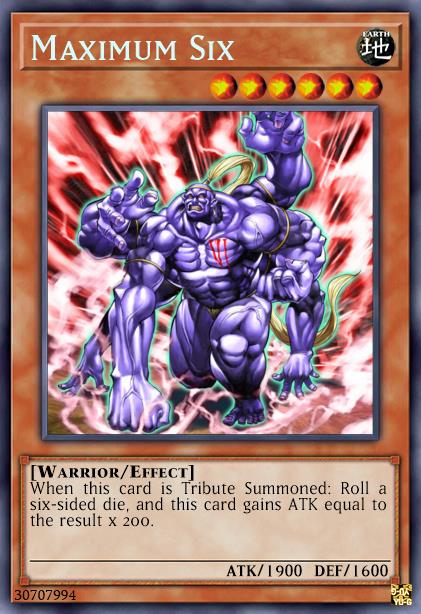 Maximum Six
EARTH
地
[Warrior/Effect]
When this card is Tribute Summoned: Roll a
six-sided die, and this card gains ATK equal to
the result x 200.
ATK/1900 DEF/1600
30707994